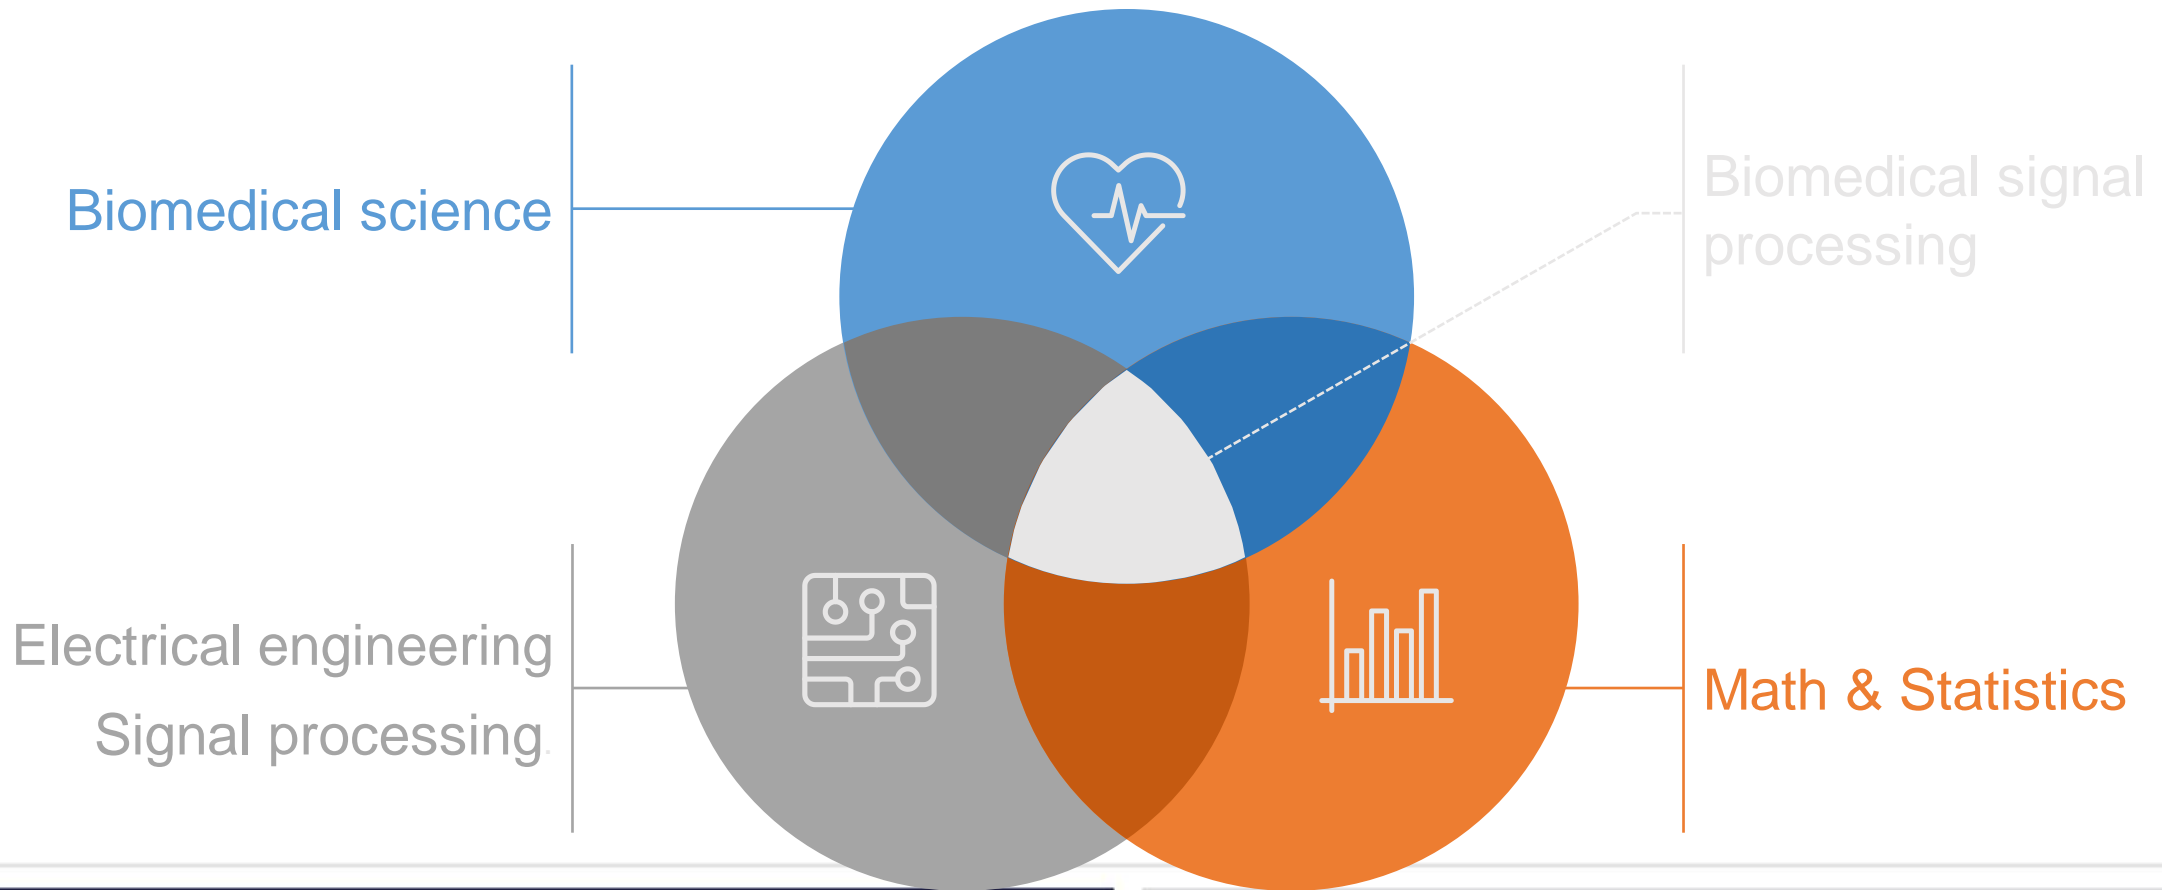 Biomedical science
Biomedical signal
processing
Electrical engineering
Signal processing.
Math & Statistics